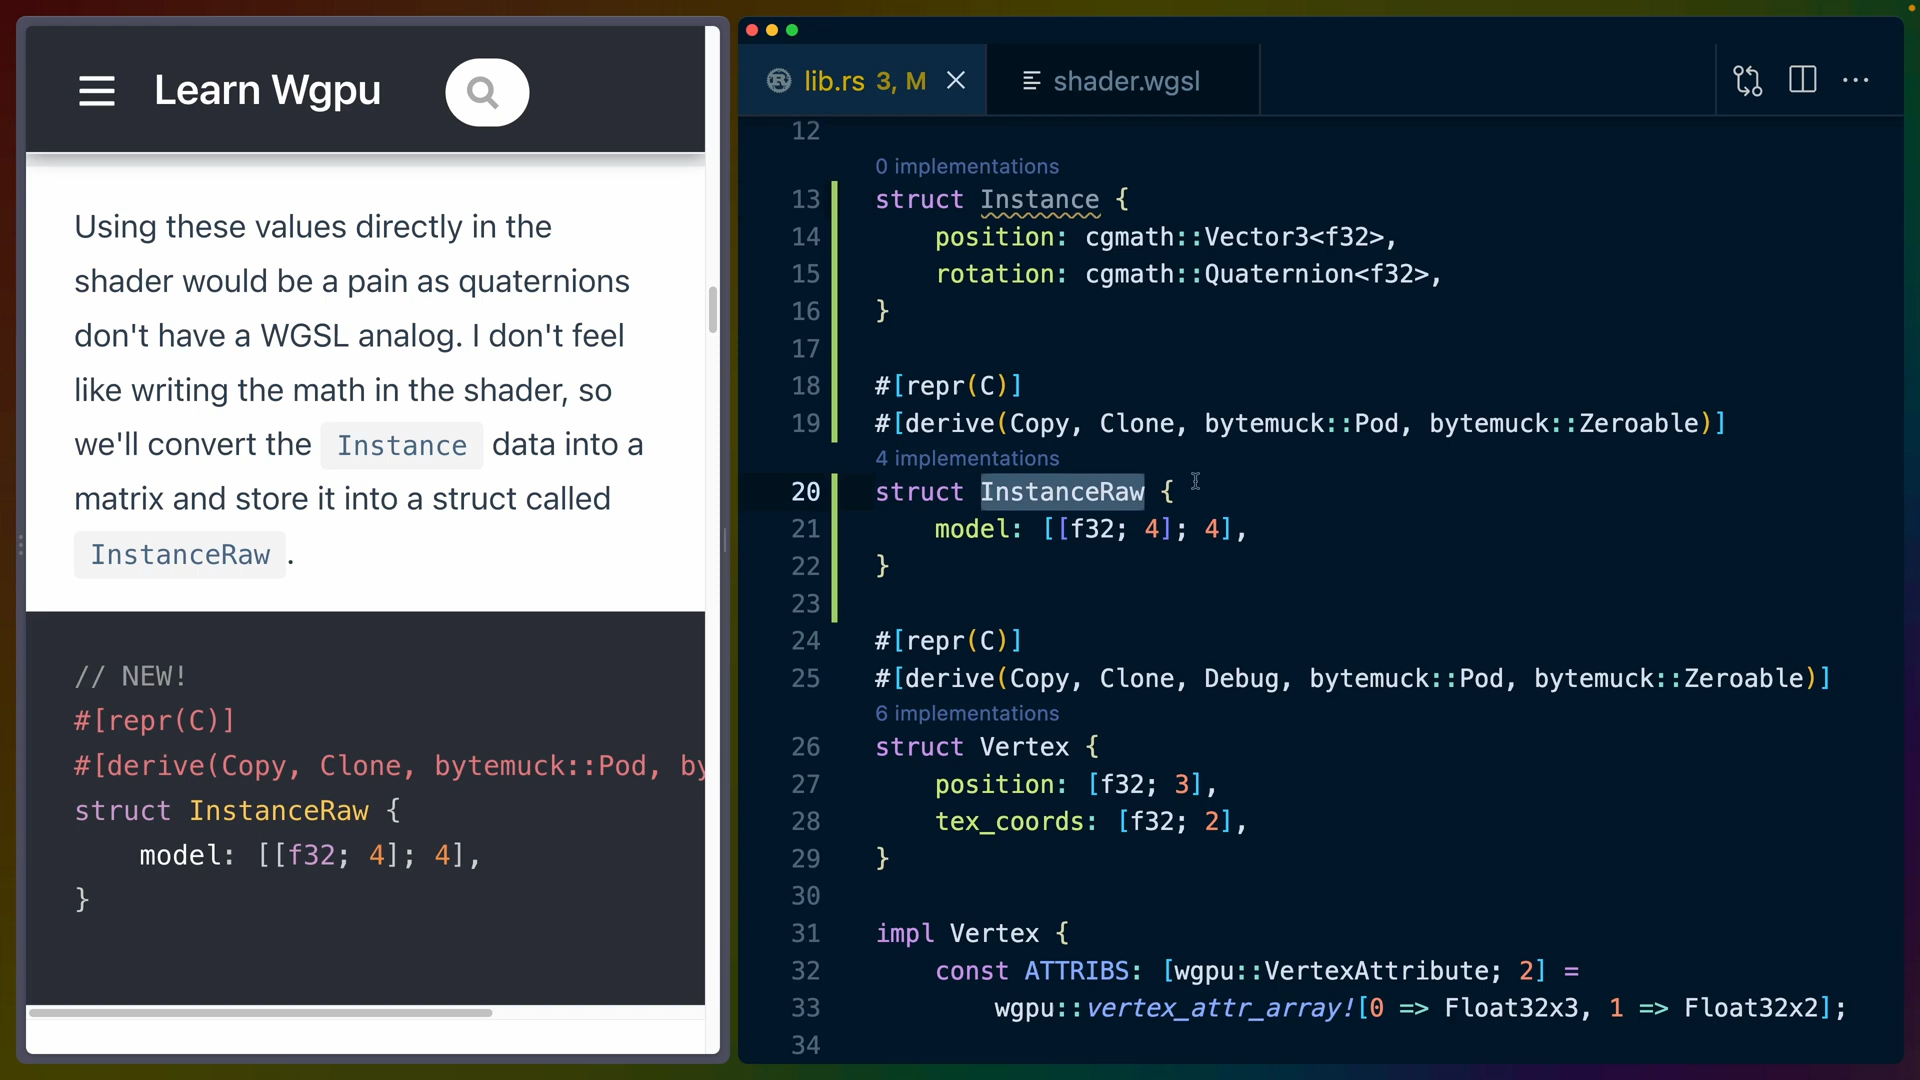 Learn Wgpu
Using these values directly in the
shader would be a pain as quaternions
don't have a WGSL analog. I don't feel
like writing the math in the shader, so
we'll convert the Instance data into a
matrix and store it into a struct called
InstanceRaw .
// NEW!
#[repr(C)]
#[derive(Copy, Clone, bytemuck::Pod, by
struct InstanceRaw {
    model: [[f32; 4]; 4],
}
lib.rs 3, M
shader.wgsl
12
0 implementations
13 struct Instance {
14     position: cgmath::Vector3<f32>,
15     rotation: cgmath::Quaternion<f32>,
16 }
17
18 #[repr(C)]
19 #[derive(Copy, Clone, bytemuck::Pod, bytemuck::Zeroable)]
4 implementations
20 struct InstanceRaw {
21     model: [[f32; 4]; 4],
22 }
23
24 #[repr(C)]
25 #[derive(Copy, Clone, Debug, bytemuck::Pod, bytemuck::Zeroable)]
6 implementations
26 struct Vertex {
27     position: [f32; 3],
28     tex_coords: [f32; 2],
29 }
30
31 impl Vertex {
32     const ATTRIBS: [wgpu::VertexAttribute; 2] =
33         wgpu::vertex_attr_array![0 => Float32x3, 1 => Float32x2];
34